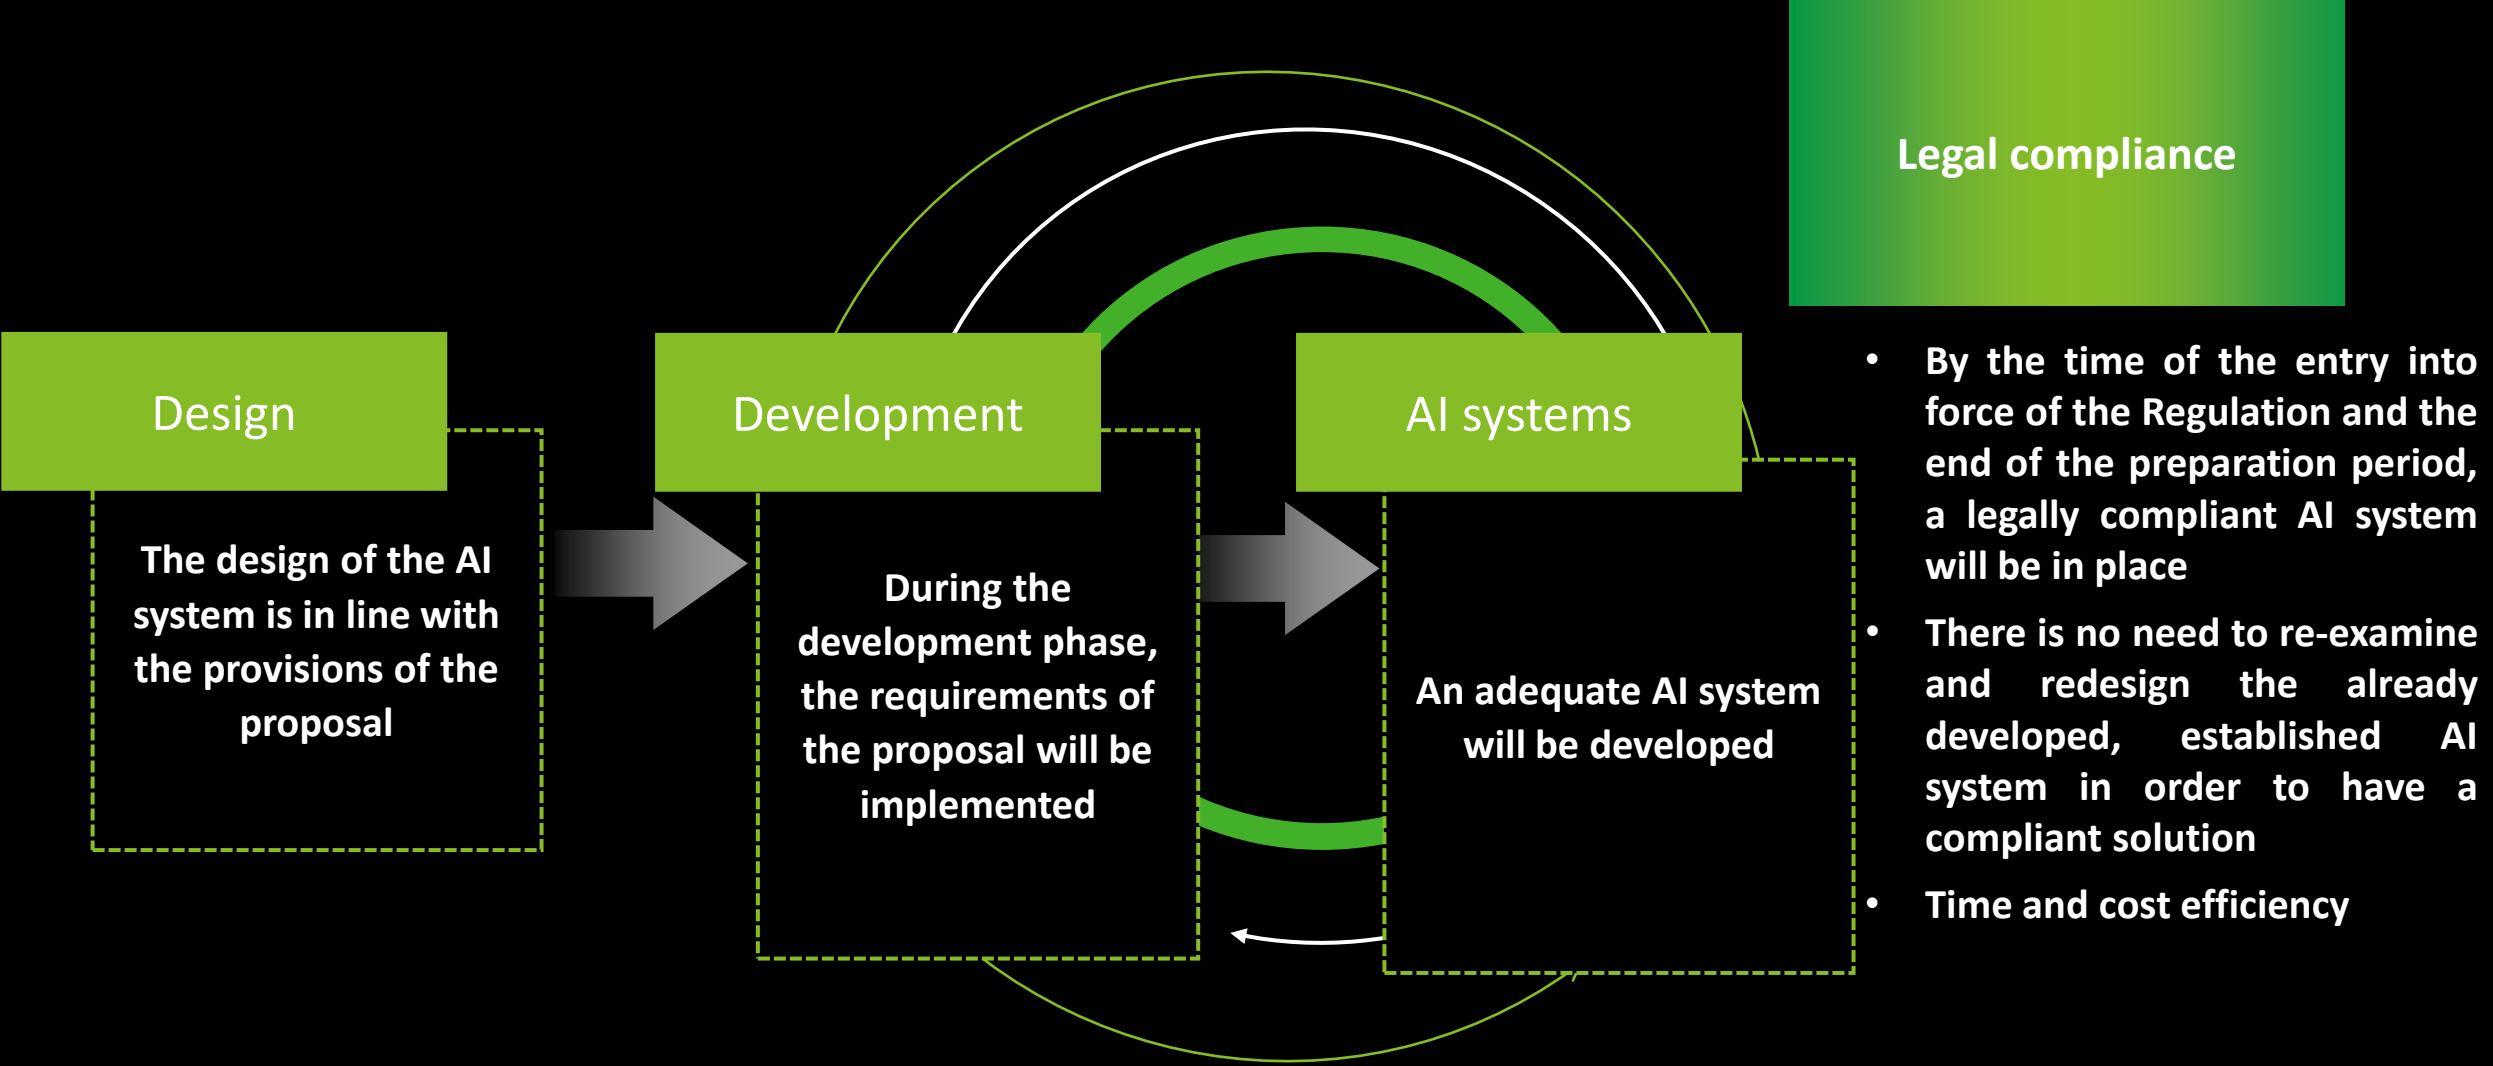 Legal compliance
Design
The design of the AI
system is in line with
the provisions of the
proposal
Development
During the
development phase,
the requirements of
the proposal will be
implemented
AI systems
An adequate AI system
will be developed
• By the time of the entry into
force of the Regulation and the
end of the preparation period,
a legally compliant AI system
will be in place
• There is no need to re-examine
and redesign the already
developed, established AI
system in order to have a
compliant solution
• Time and cost efficiency